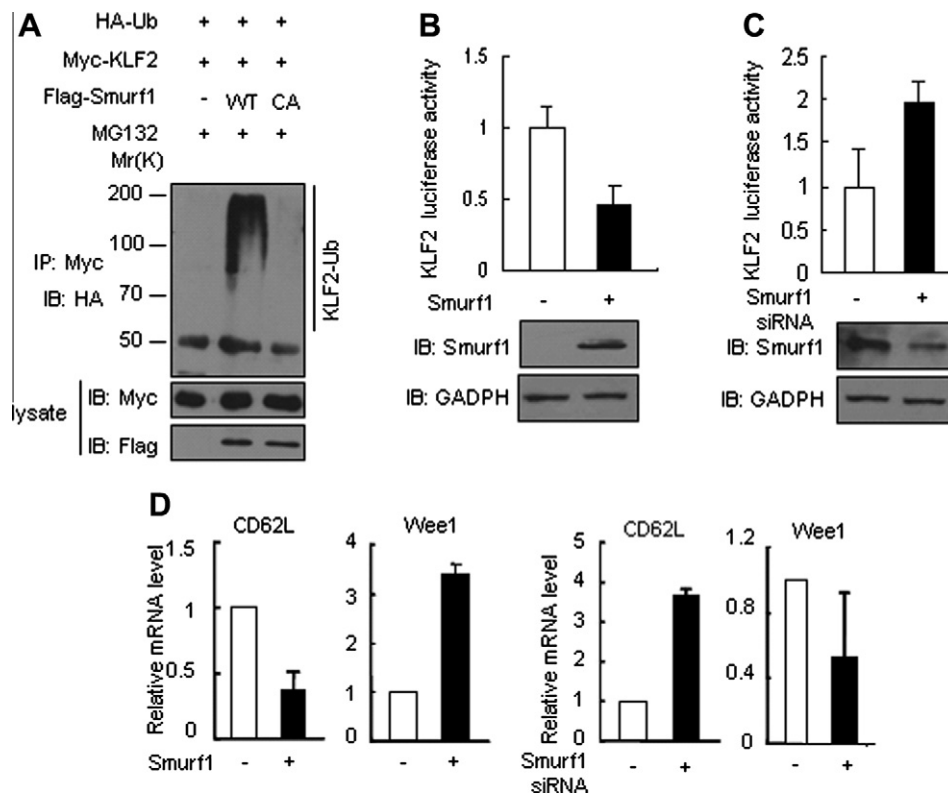 A
HA-Ub + + +
Myc-KLF2 + + +
Flag-Smurf1 - WT CA
MG132 + + +
Mr(K)
200
100
70
50
IP: Myc
IB: HA
KLF2-Ub
lysate
IB: Myc
IB: Flag
B
KLF2 luciferase activity
1.5
1
0.5
0
Smurf1 - +
IB: Smurf1
IB: GADPH
C
KLF2 luciferase activity
2.5
2
1.5
1
0.5
0
Smurf1 siRNA - +
IB: Smurf1
IB: GADPH
D
CD62L
Relative mRNA level
1.5
1
0.5
0
Smurf1 - +
Wee1
4
3
2
1
0
- +
CD62L
Relative mRNA level
5
4
3
2
1
0
Smurf1
siRNA
- +
Wee1
1.2
0.8
0.4
0
- +